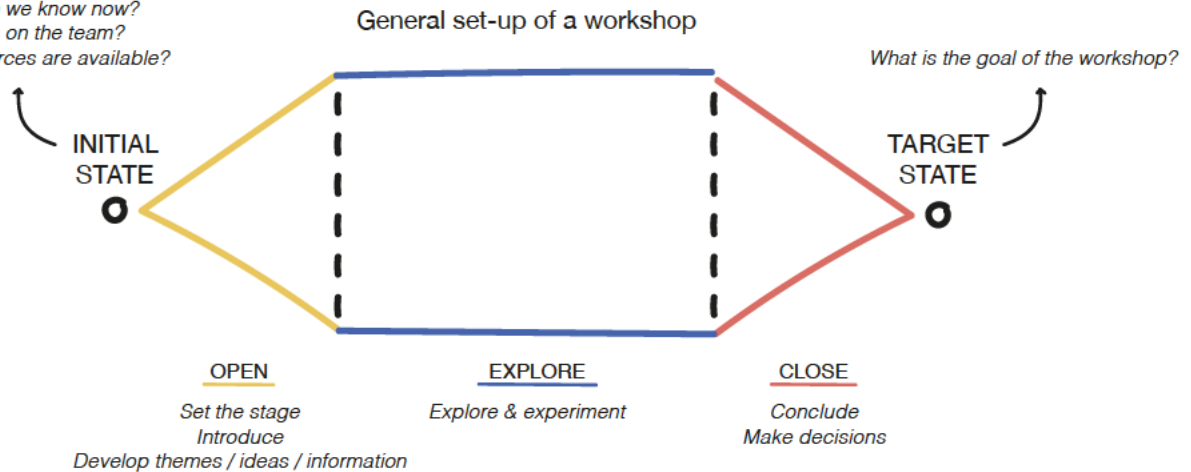 General set-up of a workshop
we know now?
on the team?
rces are available?
What is the goal of the workshop?
INITIAL
STATE
TARGET
STATE
OPEN
Set the stage
Introduce
Develop themes / ideas / information
EXPLORE
Explore & experiment
CLOSE
Conclude
Make decisions